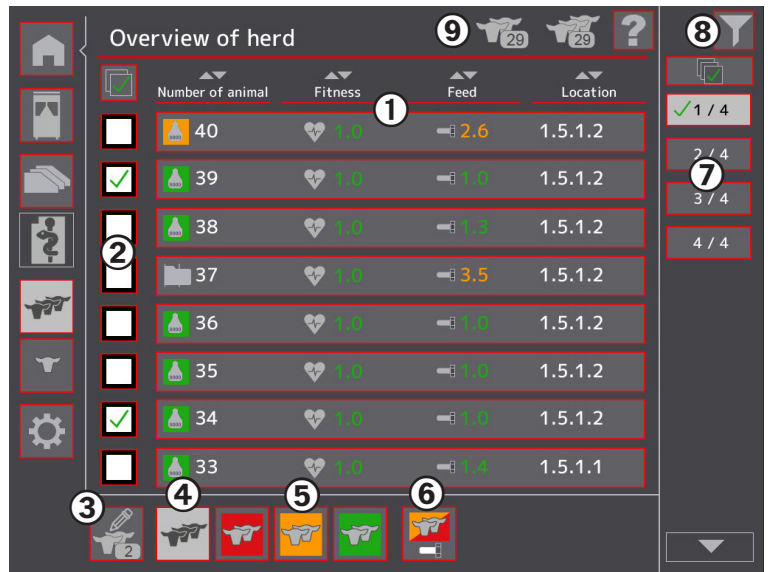 Overview of herd 9 29 29 ? 8
Number of animal Fitness Feed Location
1
✓ 1 / 4
40 1.0 2.6 1.5.1.2
2 / 4
39 1.0 1.0 1.5.1.2
7
3 / 4
38 1.0 1.3 1.5.1.2
4 / 4
2
37 1.0 3.5 1.5.1.2
36 1.0 1.0 1.5.1.2
35 1.0 1.0 1.5.1.2
34 1.0 1.0 1.5.1.2
33 1.0 1.4 1.5.1.1
3 4 5 6
2